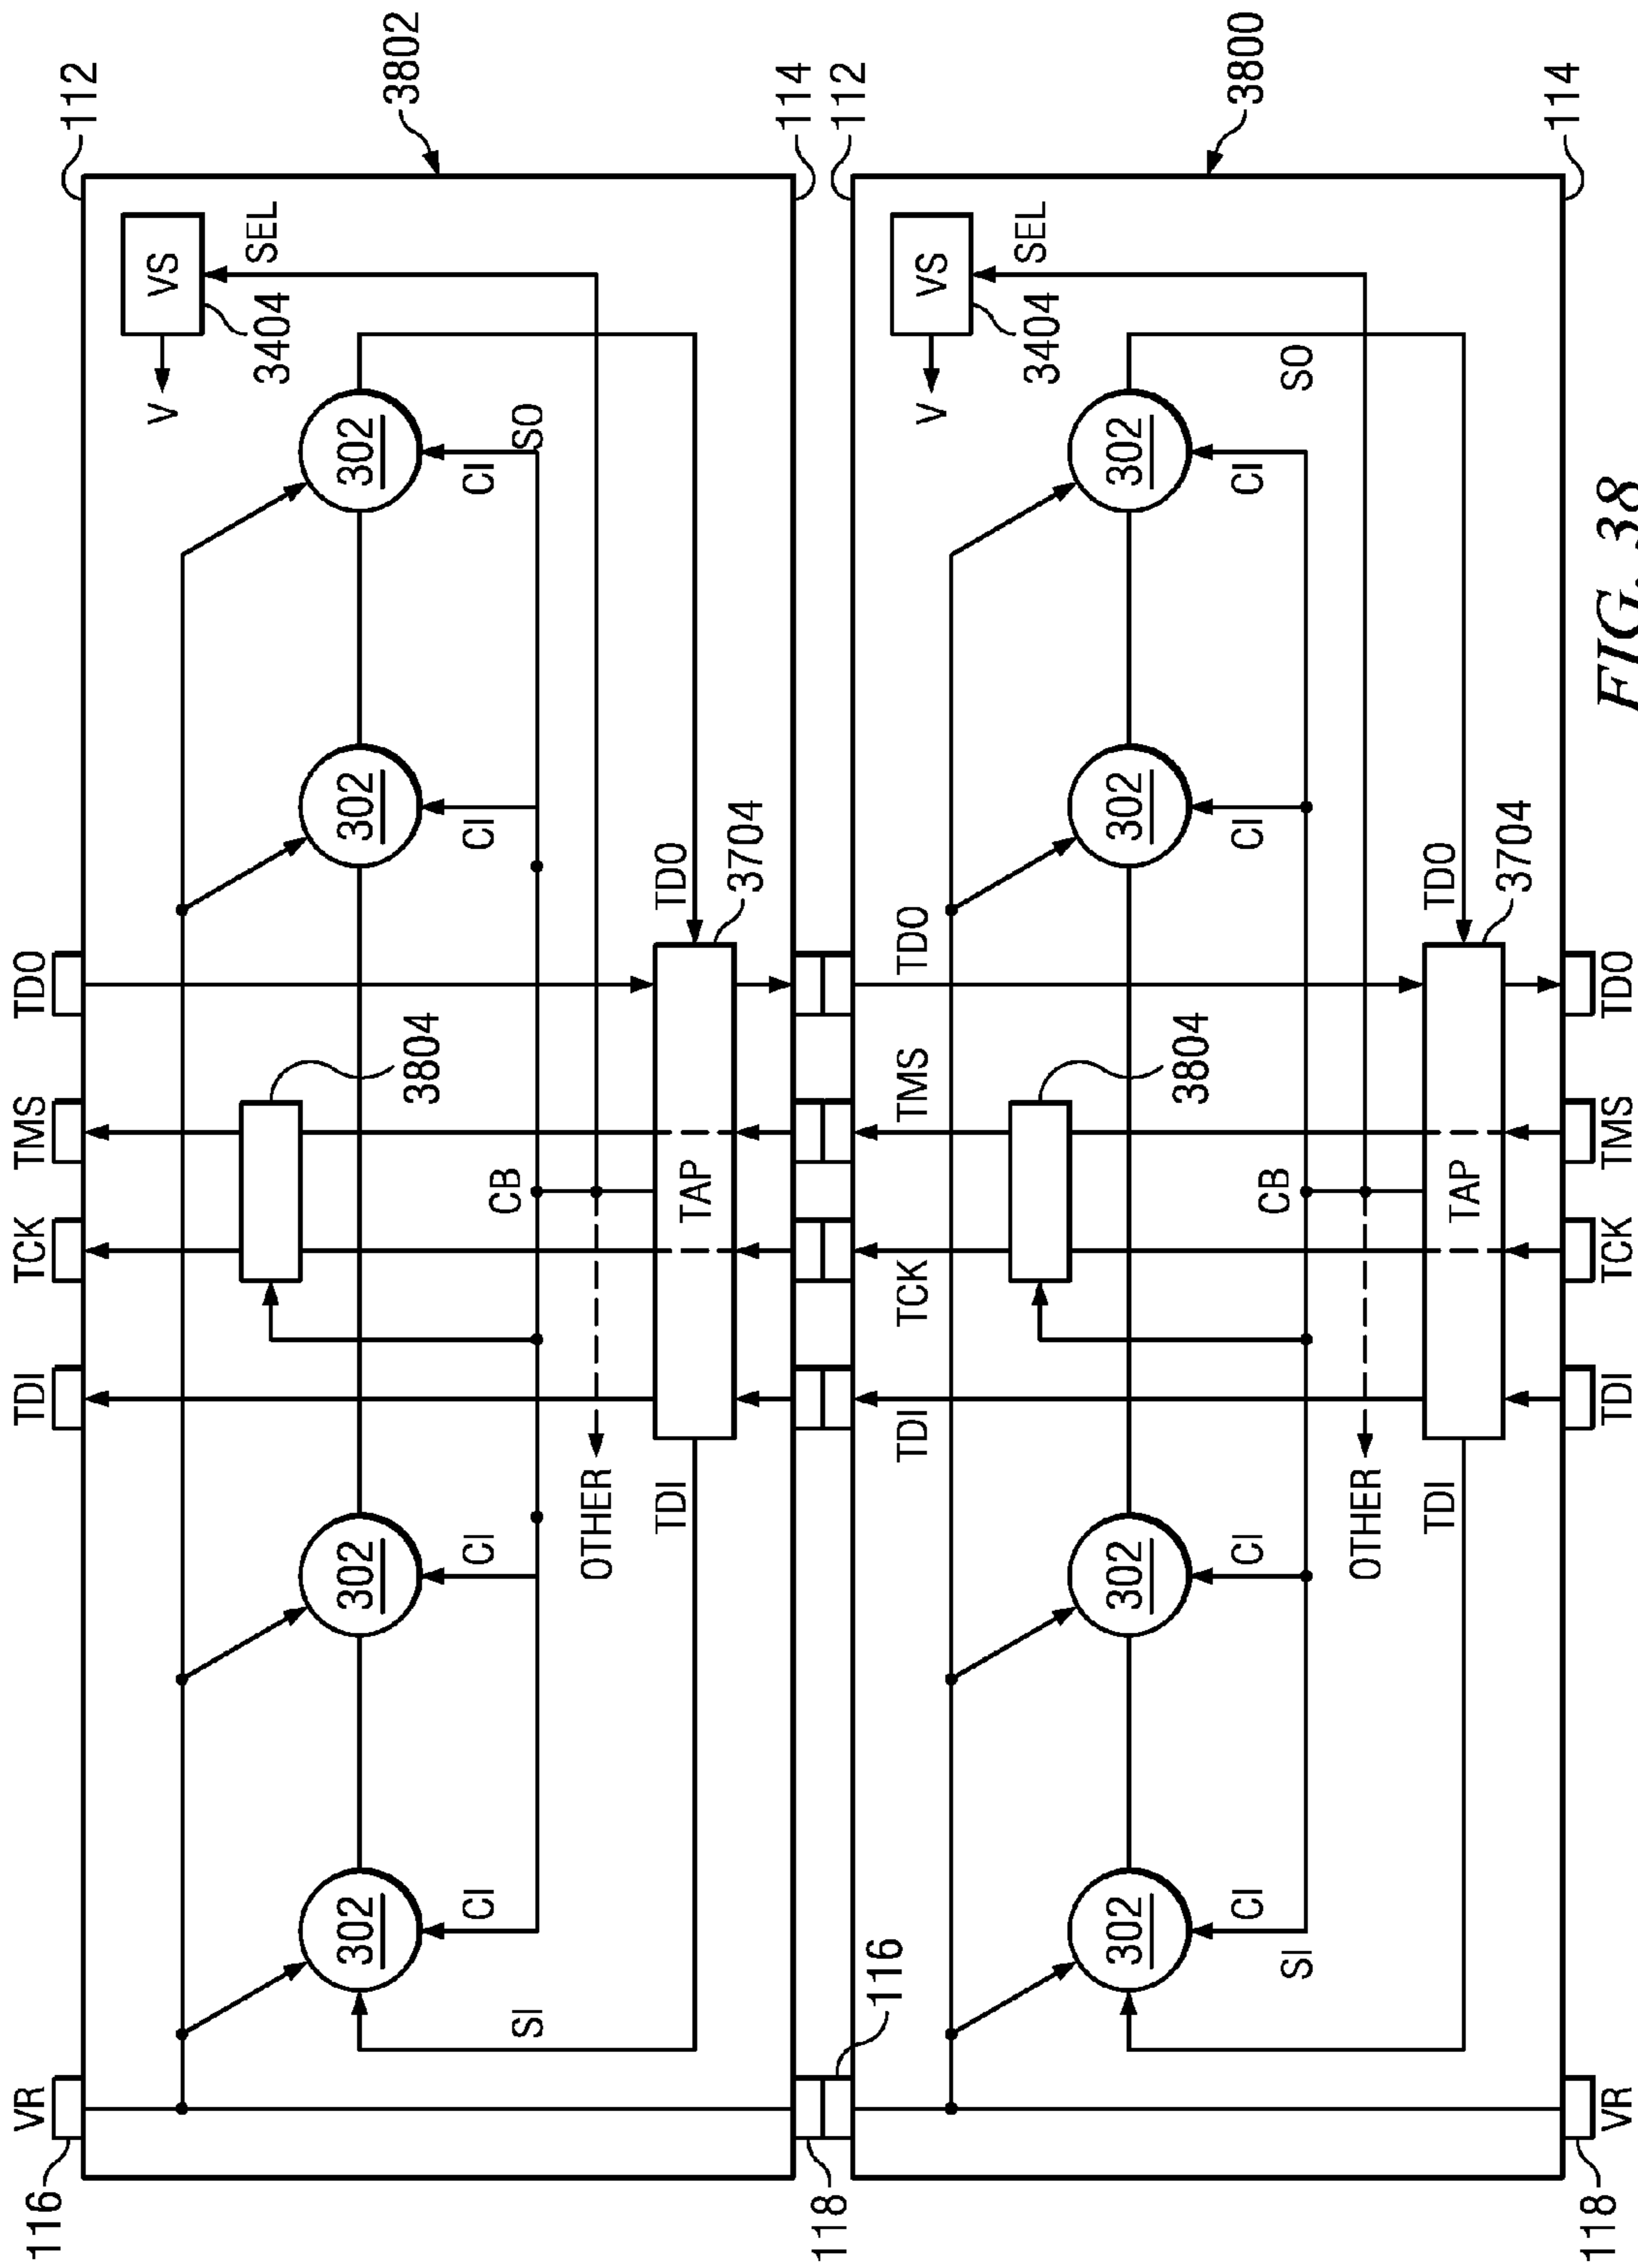 116 VR TDI TCK TMS TDO 112
V VS
3404 SEL
302 302 302 302
3802
3804
CI CI CI CI
CB
SI SO
OTHER
TDI TAP TDO
3704
114
118 112
116
TDI TCK TMS TDO
V VS
3404 SEL
302 302 302 302
3804
3800
CI CI CI CI
CB
SI SO
OTHER
TDI TAP TDO
3704
114
118 VR TDI TCK TMS TDO
FIG. 38